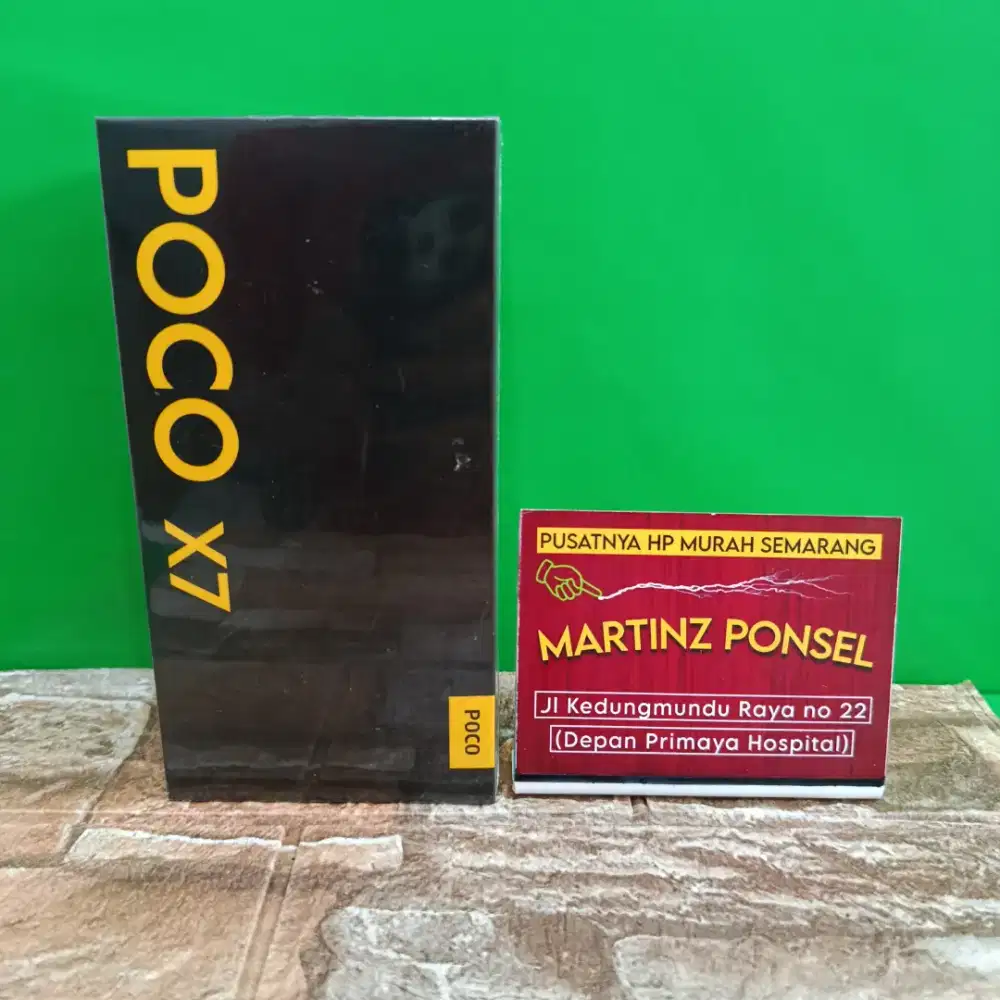 POCO X7
POCO
PUSATNYA HP MURAH SEMARANG
MARTINZ PONSEL
Jl Kedungmundu Raya no 22
(Depan Primaya Hospital)